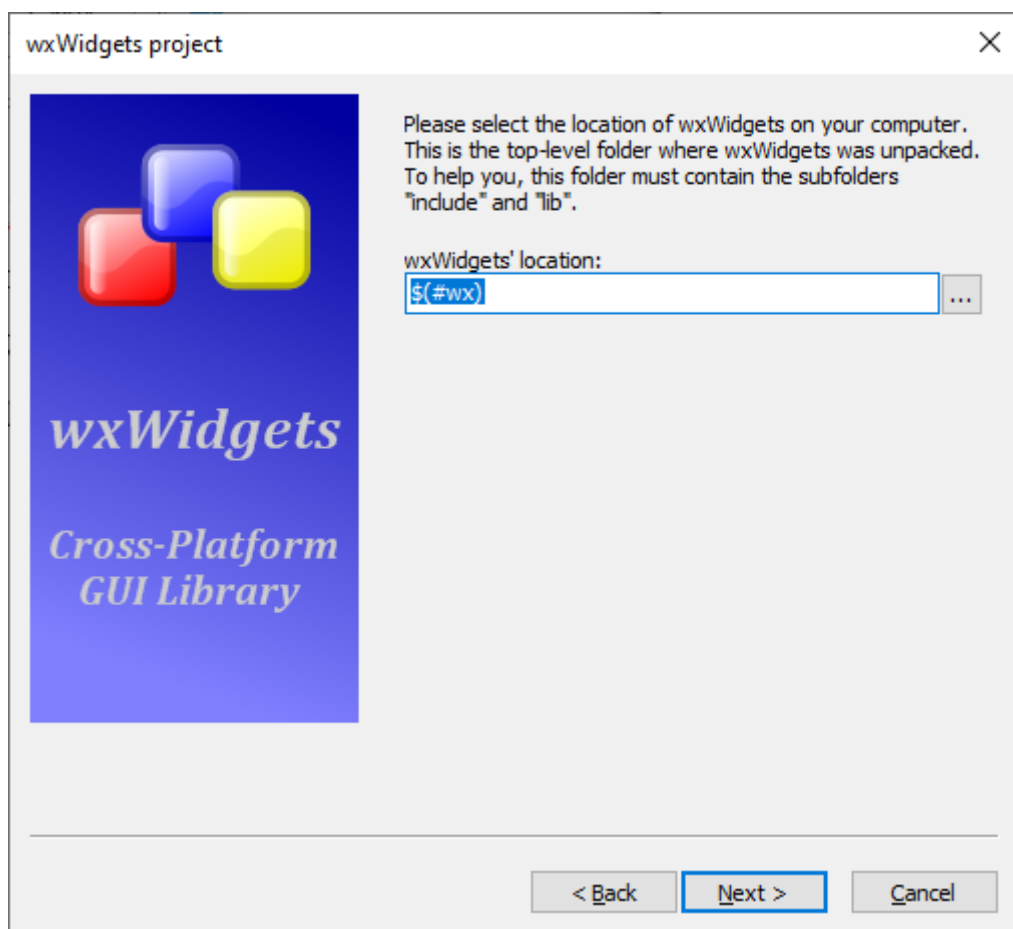 wxWidgets project
wxWidgets
Cross-Platform
GUI Library
Please select the location of wxWidgets on your computer.
This is the top-level folder where wxWidgets was unpacked.
To help you, this folder must contain the subfolders
"include" and "lib".
wxWidgets' location:
$(#wx)
...
< Back
Next >
Cancel